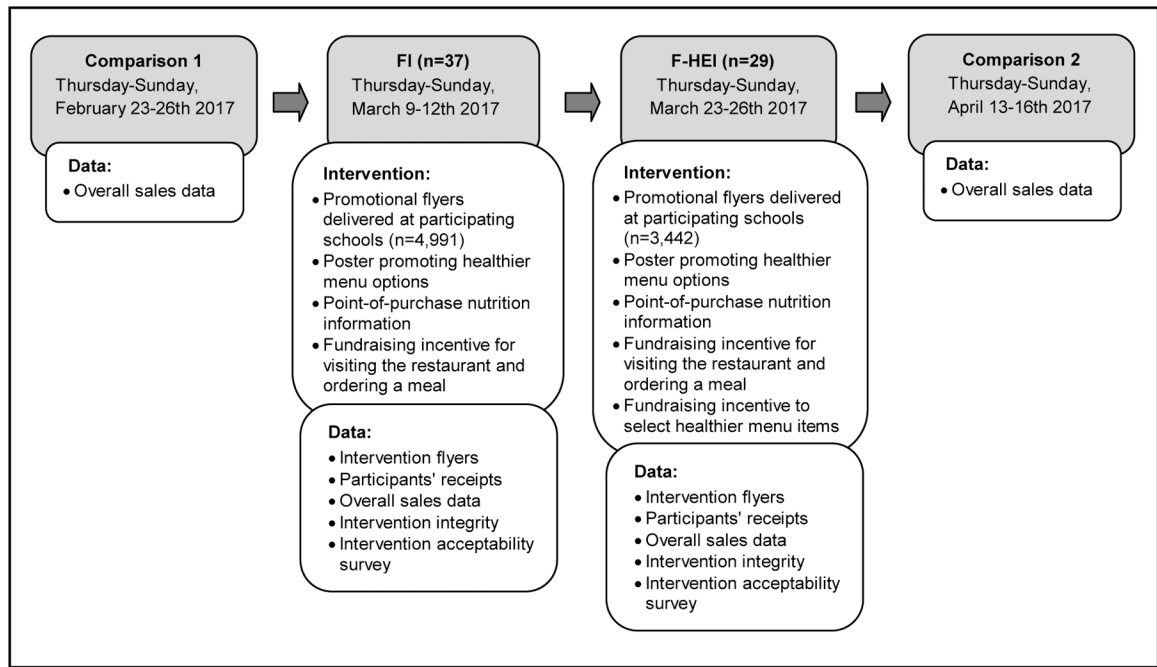 Comparison 1
Thursday-Sunday,
February 23-26th 2017
Data:
• Overall sales data
FI (n=37)
Thursday-Sunday,
March 9-12th 2017
Intervention:
• Promotional flyers
delivered at participating
schools (n=4,991)
• Poster promoting healthier
menu options
• Point-of-purchase nutrition
information
• Fundraising incentive for
visiting the restaurant and
ordering a meal
Data:
• Intervention flyers
• Participants' receipts
• Overall sales data
• Intervention integrity
• Intervention acceptability
survey
F-HEI (n=29)
Thursday-Sunday,
March 23-26th 2017
Intervention:
• Promotional flyers delivered
at participating schools
(n=3,442)
• Poster promoting healthier
menu options
• Point-of-purchase nutrition
information
• Fundraising incentive for
visiting the restaurant and
ordering a meal
• Fundraising incentive to
select healthier menu items
Data:
• Intervention flyers
• Participants' receipts
• Overall sales data
• Intervention integrity
• Intervention acceptability
survey
Comparison 2
Thursday-Sunday,
April 13-16th 2017
Data:
• Overall sales data